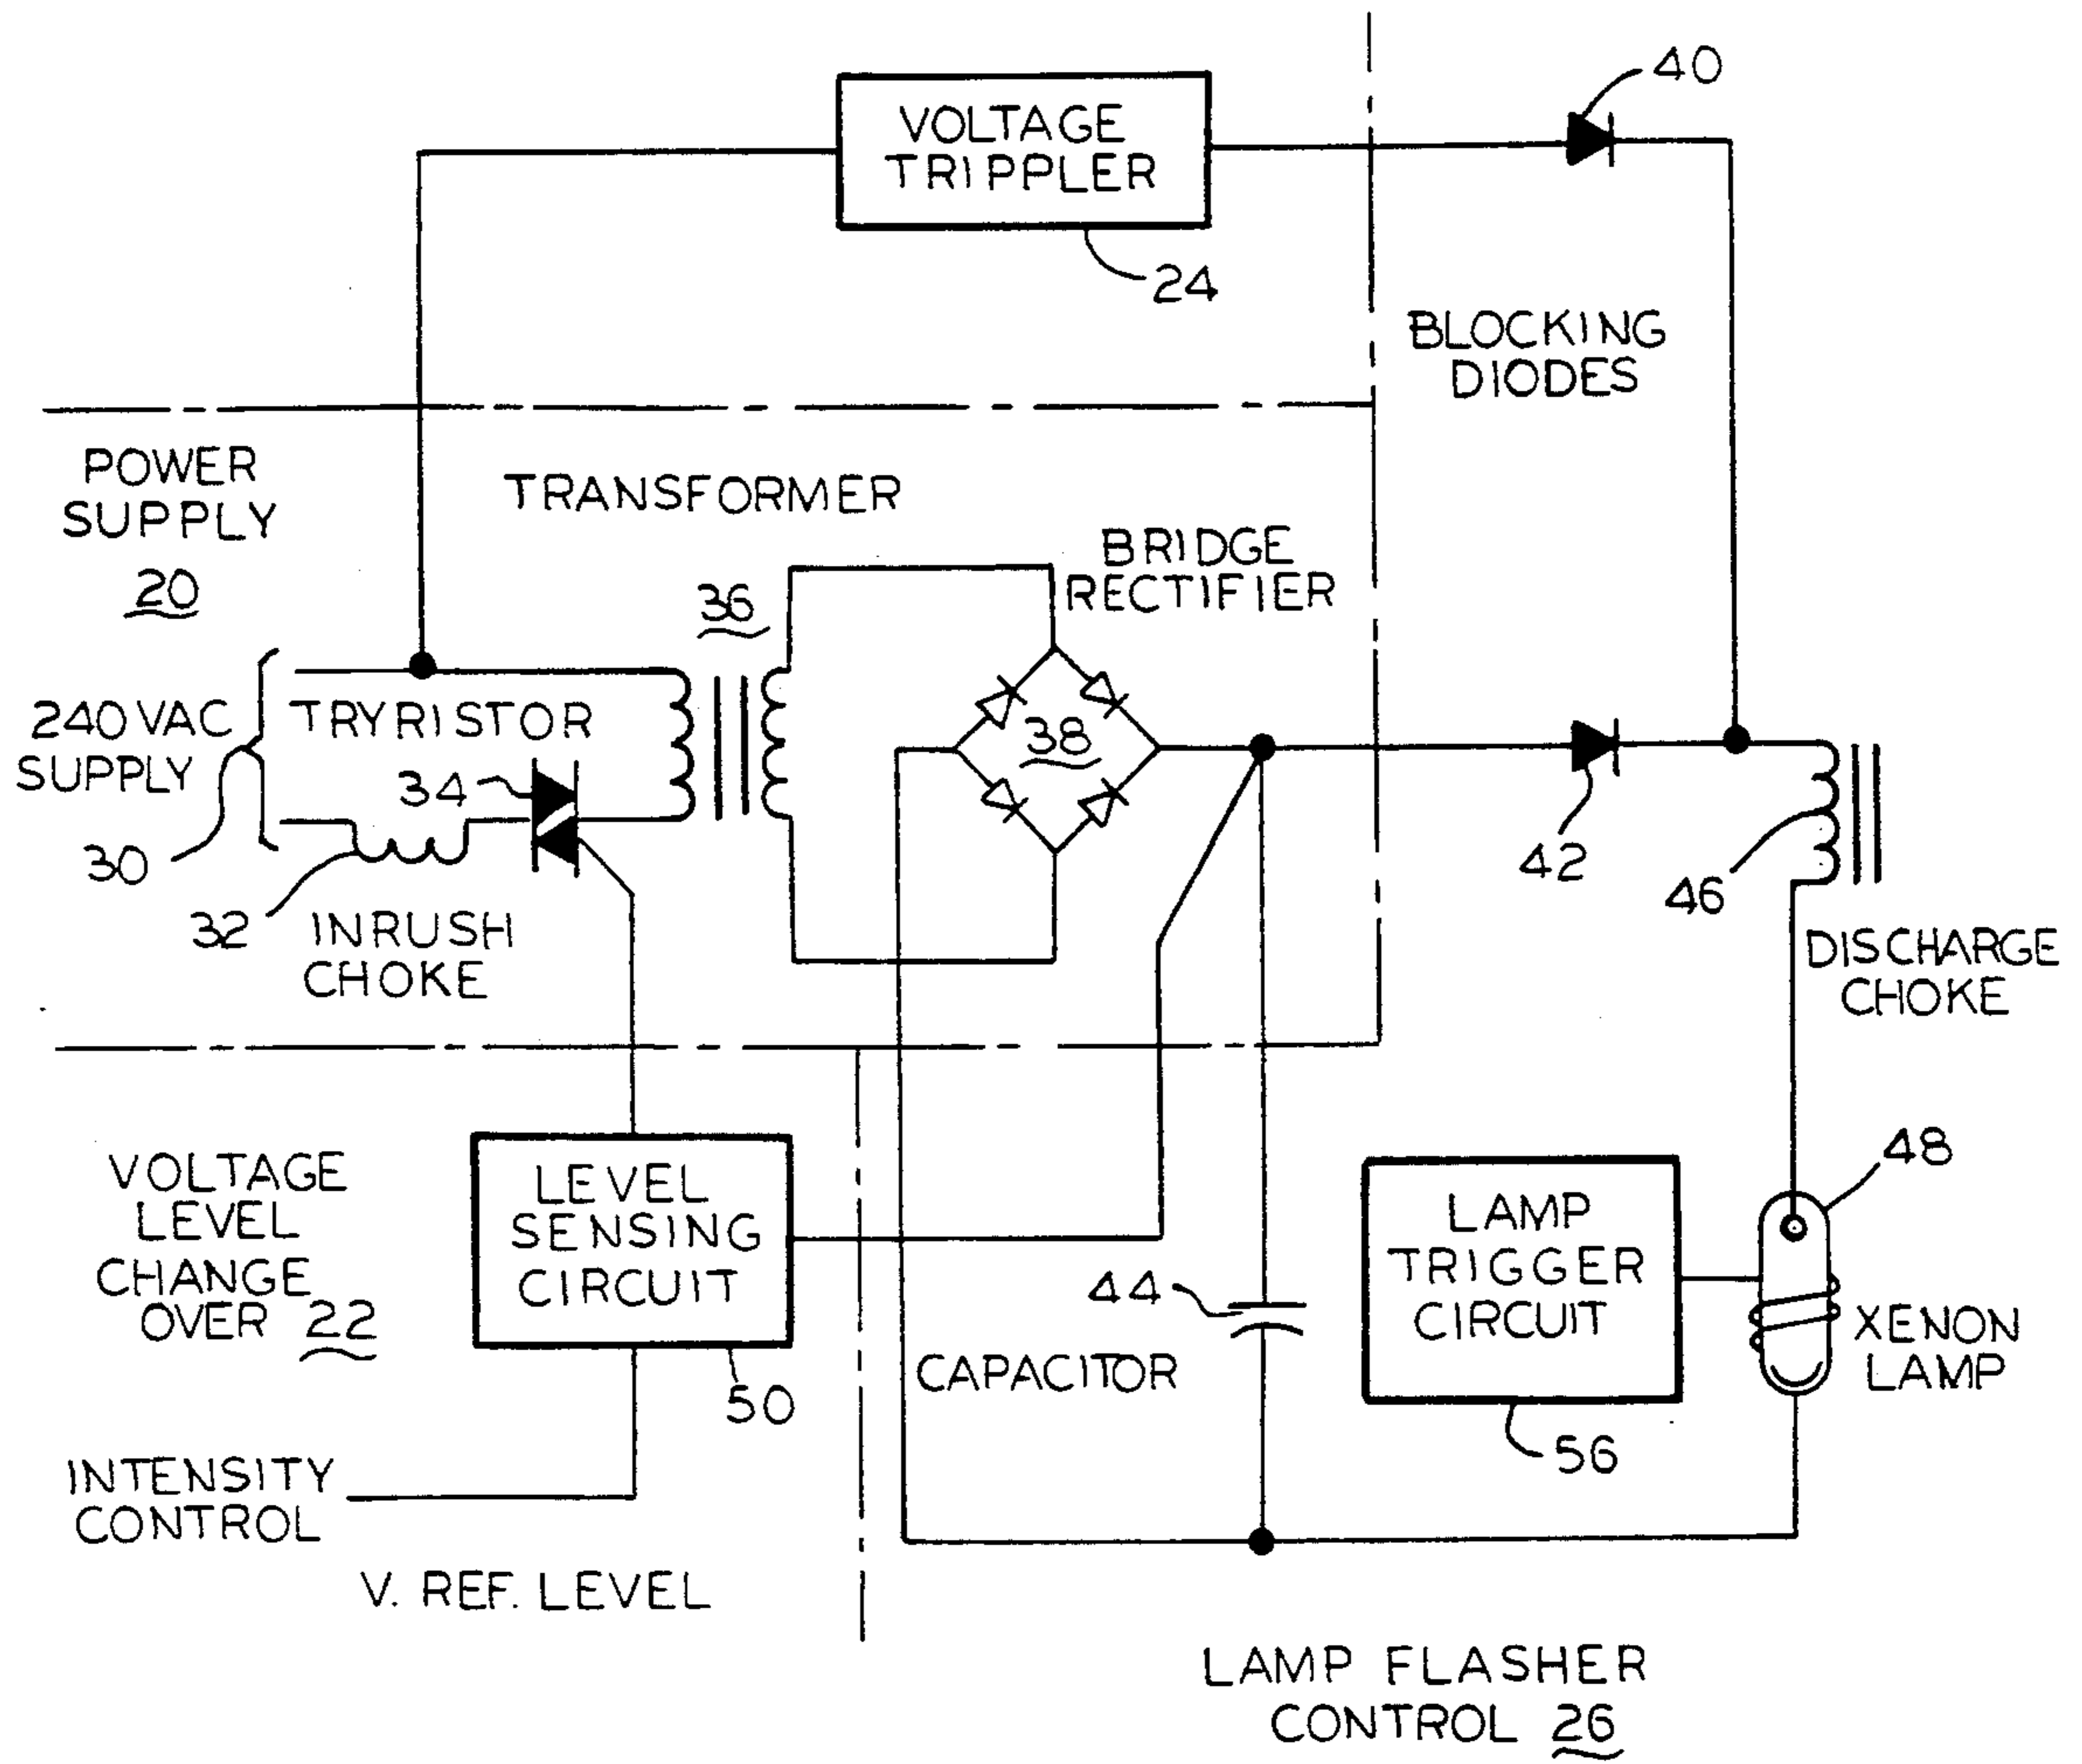 40
VOLTAGE
TRIPPLER
24
BLOCKING
DIODES
POWER
SUPPLY
20
TRANSFORMER
36
BRIDGE
RECTIFIER
38
240 VAC
SUPPLY
30
TRYRISTOR
34
32
INRUSH
CHOKE
42
46
DISCHARGE
CHOKE
VOLTAGE
LEVEL
CHANGE
OVER 22
LEVEL
SENSING
CIRCUIT
50
44
CAPACITOR
LAMP
TRIGGER
CIRCUIT
56
48
XENON
LAMP
INTENSITY
CONTROL
V. REF. LEVEL
LAMP FLASHER
CONTROL 26